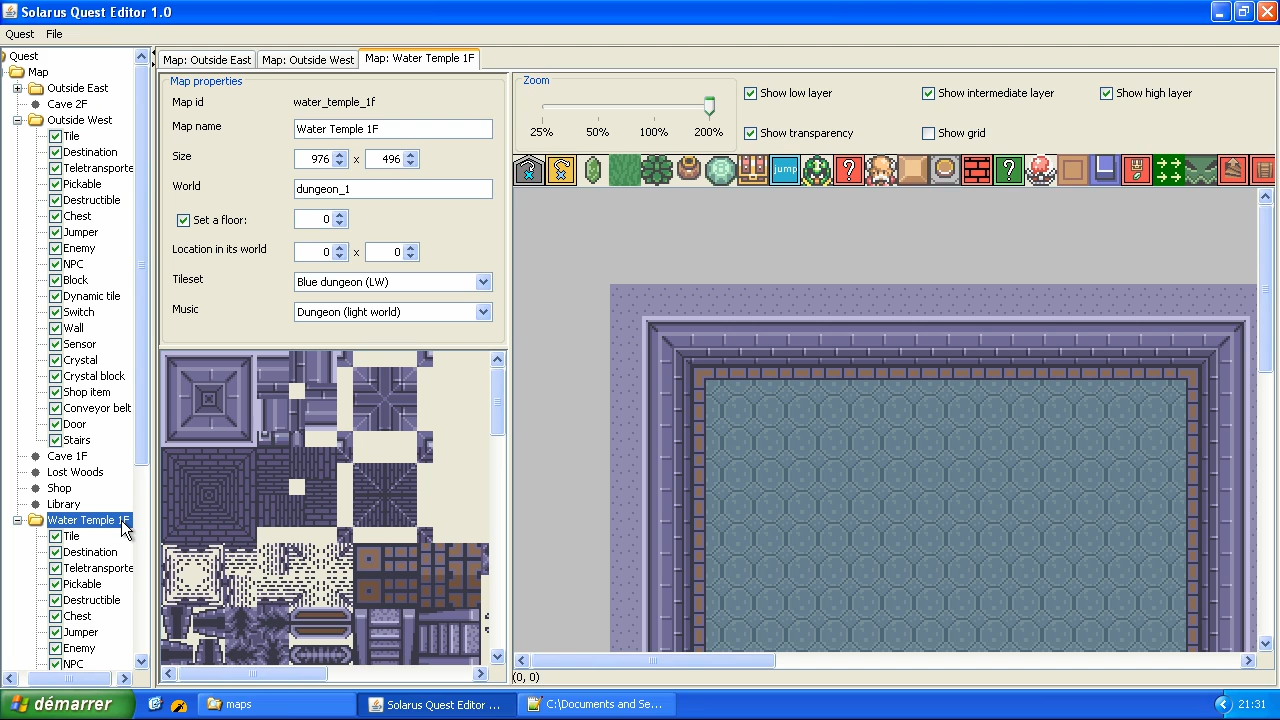 Solarus Quest Editor 1.0
Quest File
Quest
Map
Outside East
Cave 2F
Outside West
Tile
Destination
Teletransporte
Pickable
Destructible
Chest
Jumper
Enemy
NPC
Block
Dynamic tile
Switch
Wall
Sensor
Crystal
Crystal block
Shop item
Conveyor belt
Door
Stairs
Cave 1F
Lost Woods
Shop
Library
Water Temple 1F
Tile
Destination
Teletransporte
Pickable
Destructible
Chest
Jumper
Enemy
NPC
Map: Outside East Map: Outside West Map: Water Temple 1F
Map properties
Map id water_temple_1f
Map name Water Temple 1F
Size 976 x 496
World dungeon_1
Set a floor: 0
Location in its world 0 x 0
Tileset Blue dungeon (LW)
Music Dungeon (light world)
Zoom
25% 50% 100% 200%
Show low layer Show intermediate layer Show high layer
Show transparency Show grid
? jump ? ?
(0, 0)
démarrer maps Solarus Quest Editor ... C:\Documents and Se... 21:31